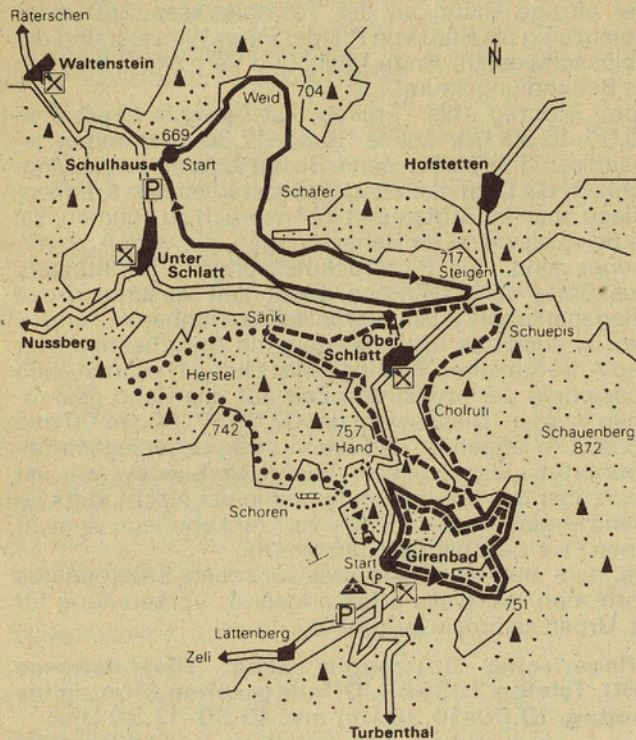 Räterschen
Waltenstein
N
Weid
704
669
Start
Schulhaus
P
Hofstetten
Schafer
Unter
Schlatt
717
Steigen
Nussberg
Sänki
Ober
Schlatt
Schuepis
Herstel
Cholruti
742
757
Hand
Schauenberg
872
Schoren
Start
Girenbad
P
751
Zeli
Lättenberg
Turbenthal